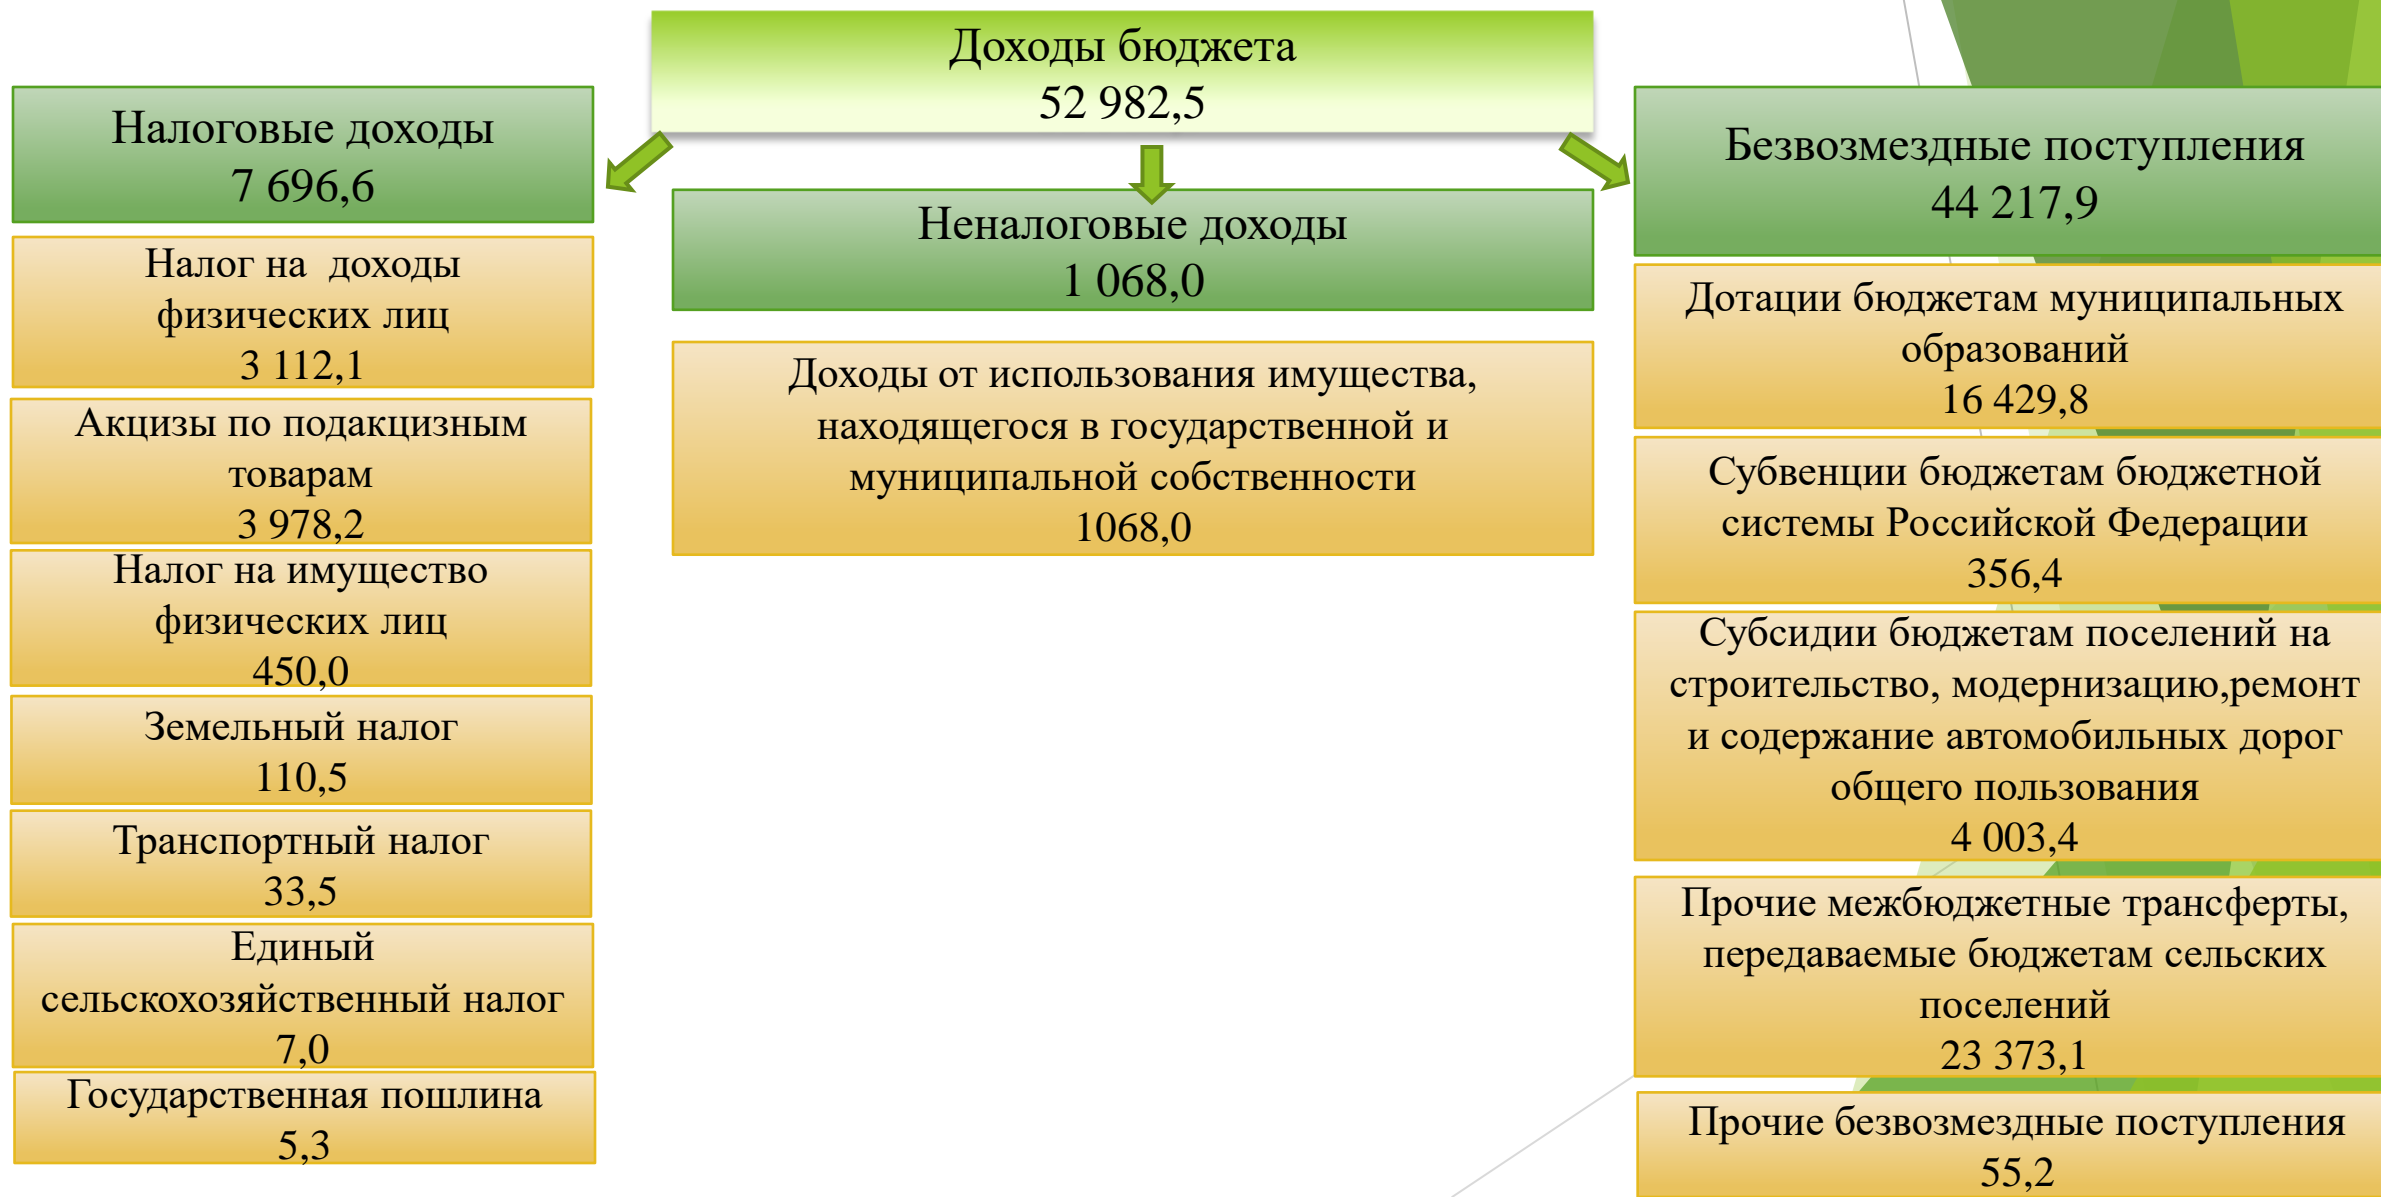 Доходы бюджета
52 982,5
Налоговые доходы
7 696,6
Налог на  доходы
физических лиц
3 112,1
Акцизы по подакцизным
товарам
3 978,2
Налог на имущество
физических лиц
450,0
Земельный налог
110,5
Транспортный налог
33,5
Единый
сельскохозяйственный налог
7,0
Государственная пошлина
5,3
Неналоговые доходы
1 068,0
Доходы от использования имущества,
находящегося в государственной и
муниципальной собственности
1068,0
Безвозмездные поступления
44 217,9
Дотации бюджетам муниципальных
образований
16 429,8
Субвенции бюджетам бюджетной
системы Российской Федерации
356,4
Субсидии бюджетам поселений на
строительство, модернизацию,ремонт
и содержание автомобильных дорог
общего пользования
4 003,4
Прочие межбюджетные трансферты,
передаваемые бюджетам сельских
поселений
23 373,1
Прочие безвозмездные поступления
55,2